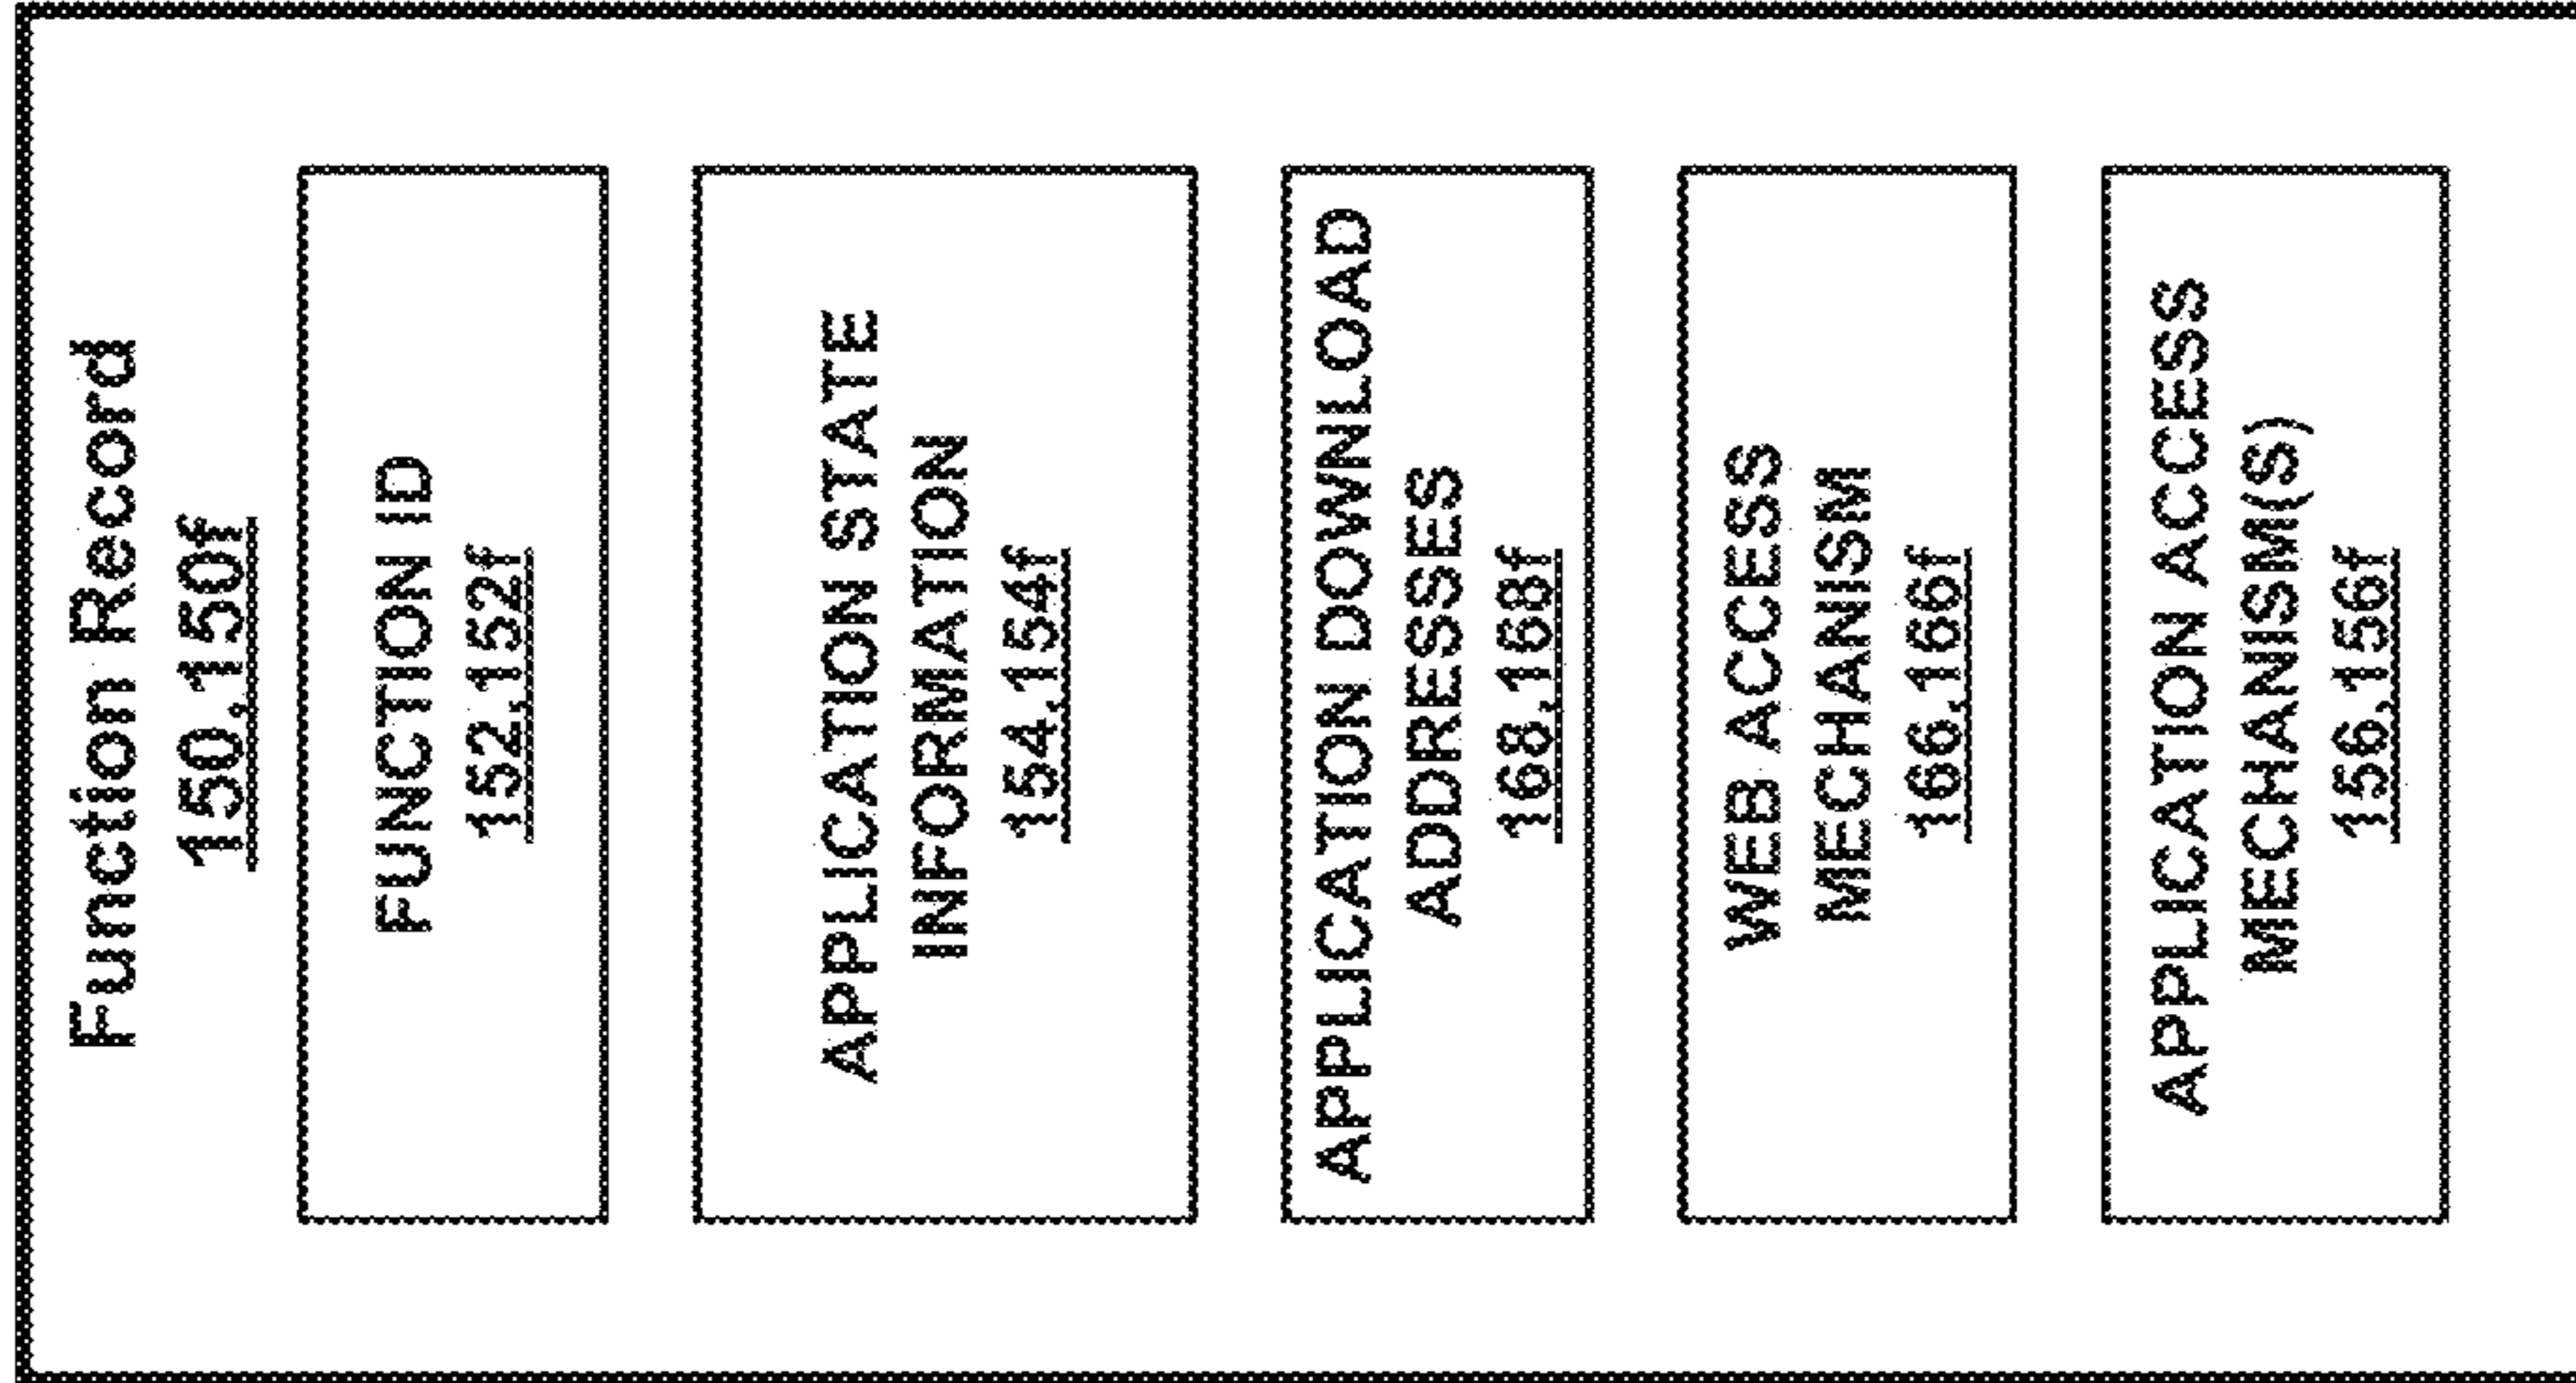 Function Record
150,150f
FUNCTION ID
152,152f
APPLICATION STATE
INFORMATION
154,154f
APPLICATION DOWNLOAD
ADDRESSES
168,168f
WEB ACCESS
MECHANISM
166,166f
APPLICATION ACCESS
MECHANISM(S)
156,156f